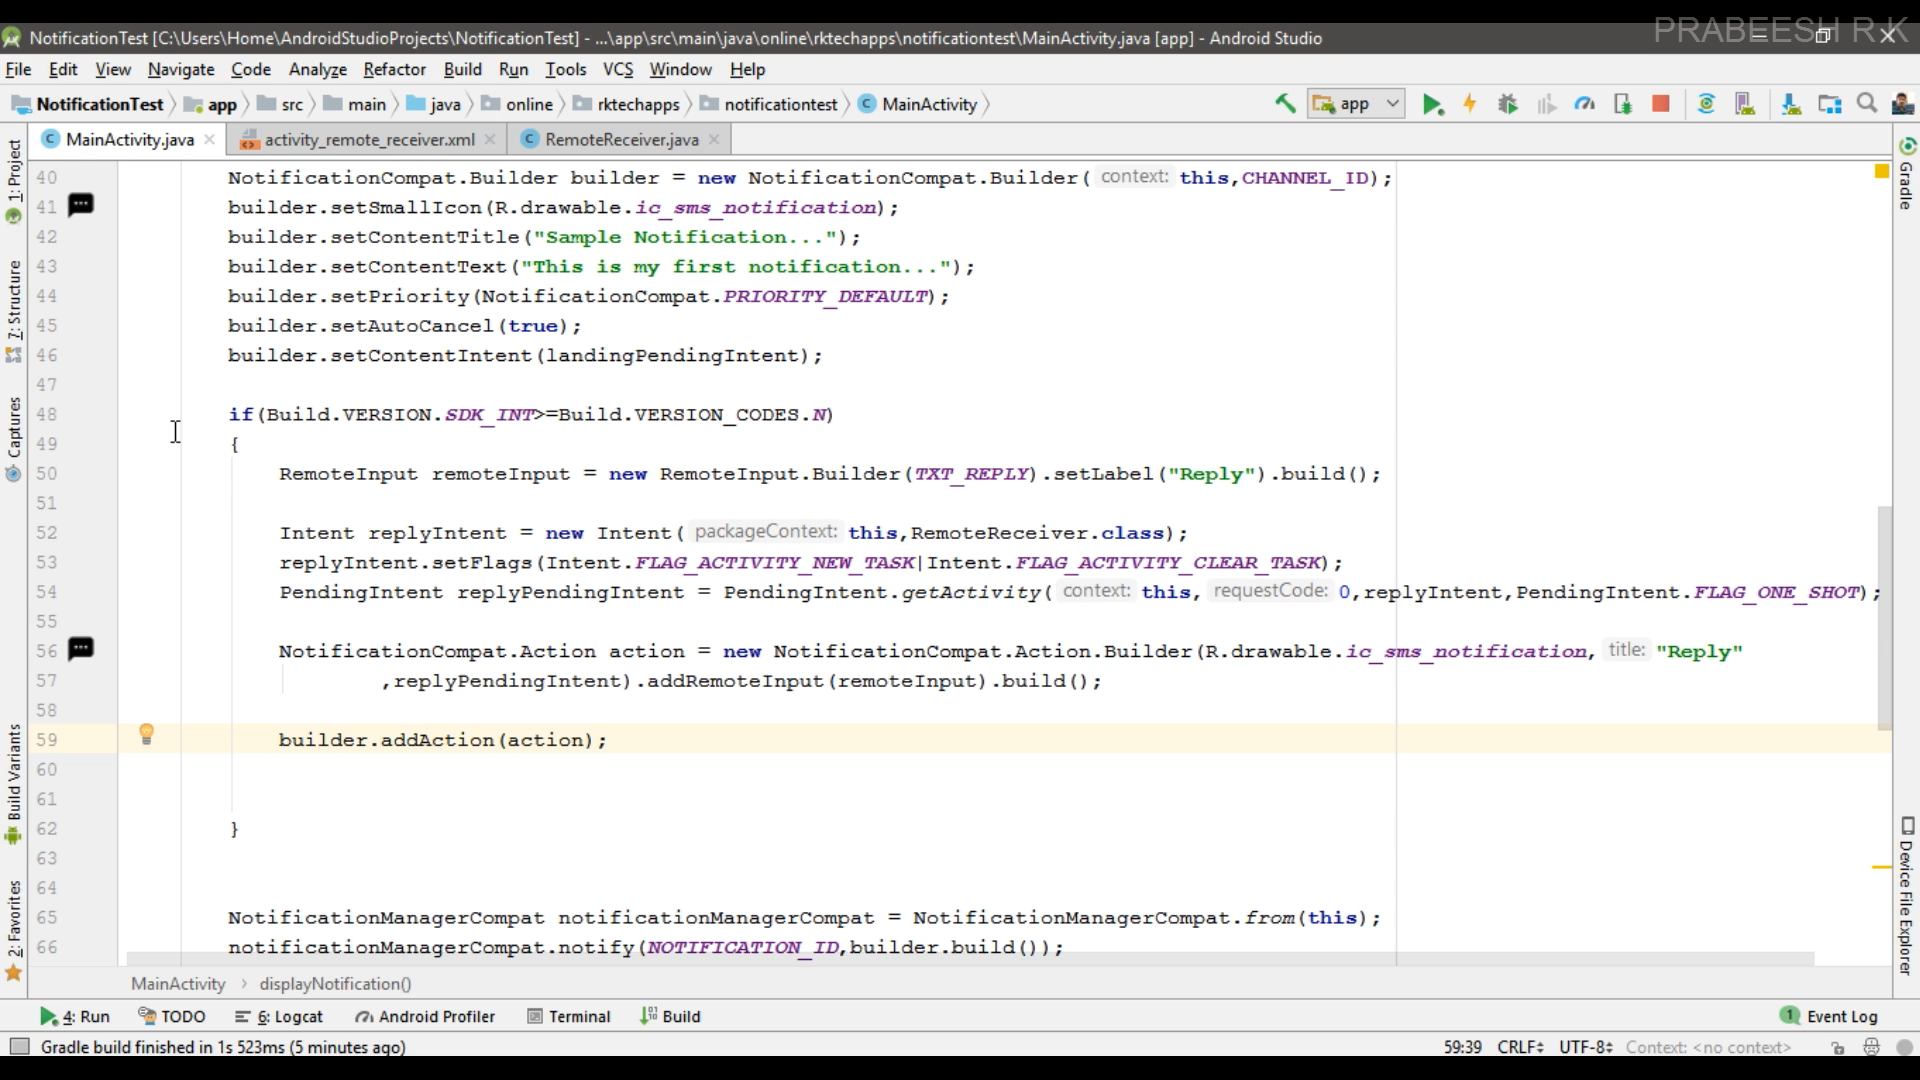 PRABEESH R K
NotificationTest [C:\Users\Home\AndroidStudioProjects\NotificationTest] - ...\app\src\main\java\online\rktechapps\notificationtest\MainActivity.java [app] - Android Studio
File Edit View Navigate Code Analyze Refactor Build Run Tools VCS Window Help
NotificationTest app src main java online rktechapps notificationtest MainActivity app
MainActivity.java activity_remote_receiver.xml RemoteReceiver.java
1: Project
7: Structure
Captures
Build Variants
2: Favorites
40 NotificationCompat.Builder builder = new NotificationCompat.Builder( context: this,CHANNEL_ID);
41 builder.setSmallIcon(R.drawable.ic_sms_notification);
42 builder.setContentTitle("Sample Notification...");
43 builder.setContentText("This is my first notification...");
44 builder.setPriority(NotificationCompat.PRIORITY_DEFAULT);
45 builder.setAutoCancel(true);
46 builder.setContentIntent(landingPendingIntent);
47
48 if(Build.VERSION.SDK_INT>=Build.VERSION_CODES.N)
49 {
50 RemoteInput remoteInput = new RemoteInput.Builder(TXT_REPLY).setLabel("Reply").build();
51
52 Intent replyIntent = new Intent( packageContext: this,RemoteReceiver.class);
53 replyIntent.setFlags(Intent.FLAG_ACTIVITY_NEW_TASK|Intent.FLAG_ACTIVITY_CLEAR_TASK);
54 PendingIntent replyPendingIntent = PendingIntent.getActivity( context: this, requestCode: 0,replyIntent,PendingIntent.FLAG_ONE_SHOT);
55
56 NotificationCompat.Action action = new NotificationCompat.Action.Builder(R.drawable.ic_sms_notification, title: "Reply"
57 ,replyPendingIntent).addRemoteInput(remoteInput).build();
58
59 builder.addAction(action);
60
61
62 }
63
64
65 NotificationManagerCompat notificationManagerCompat = NotificationManagerCompat.from(this);
66 notificationManagerCompat.notify(NOTIFICATION_ID,builder.build());
Gradle
Device File Explorer
MainActivity > displayNotification()
4: Run TODO 6: Logcat Android Profiler Terminal Build 1 Event Log
Gradle build finished in 1s 523ms (5 minutes ago) 59:39 CRLF UTF-8 Context: <no context>